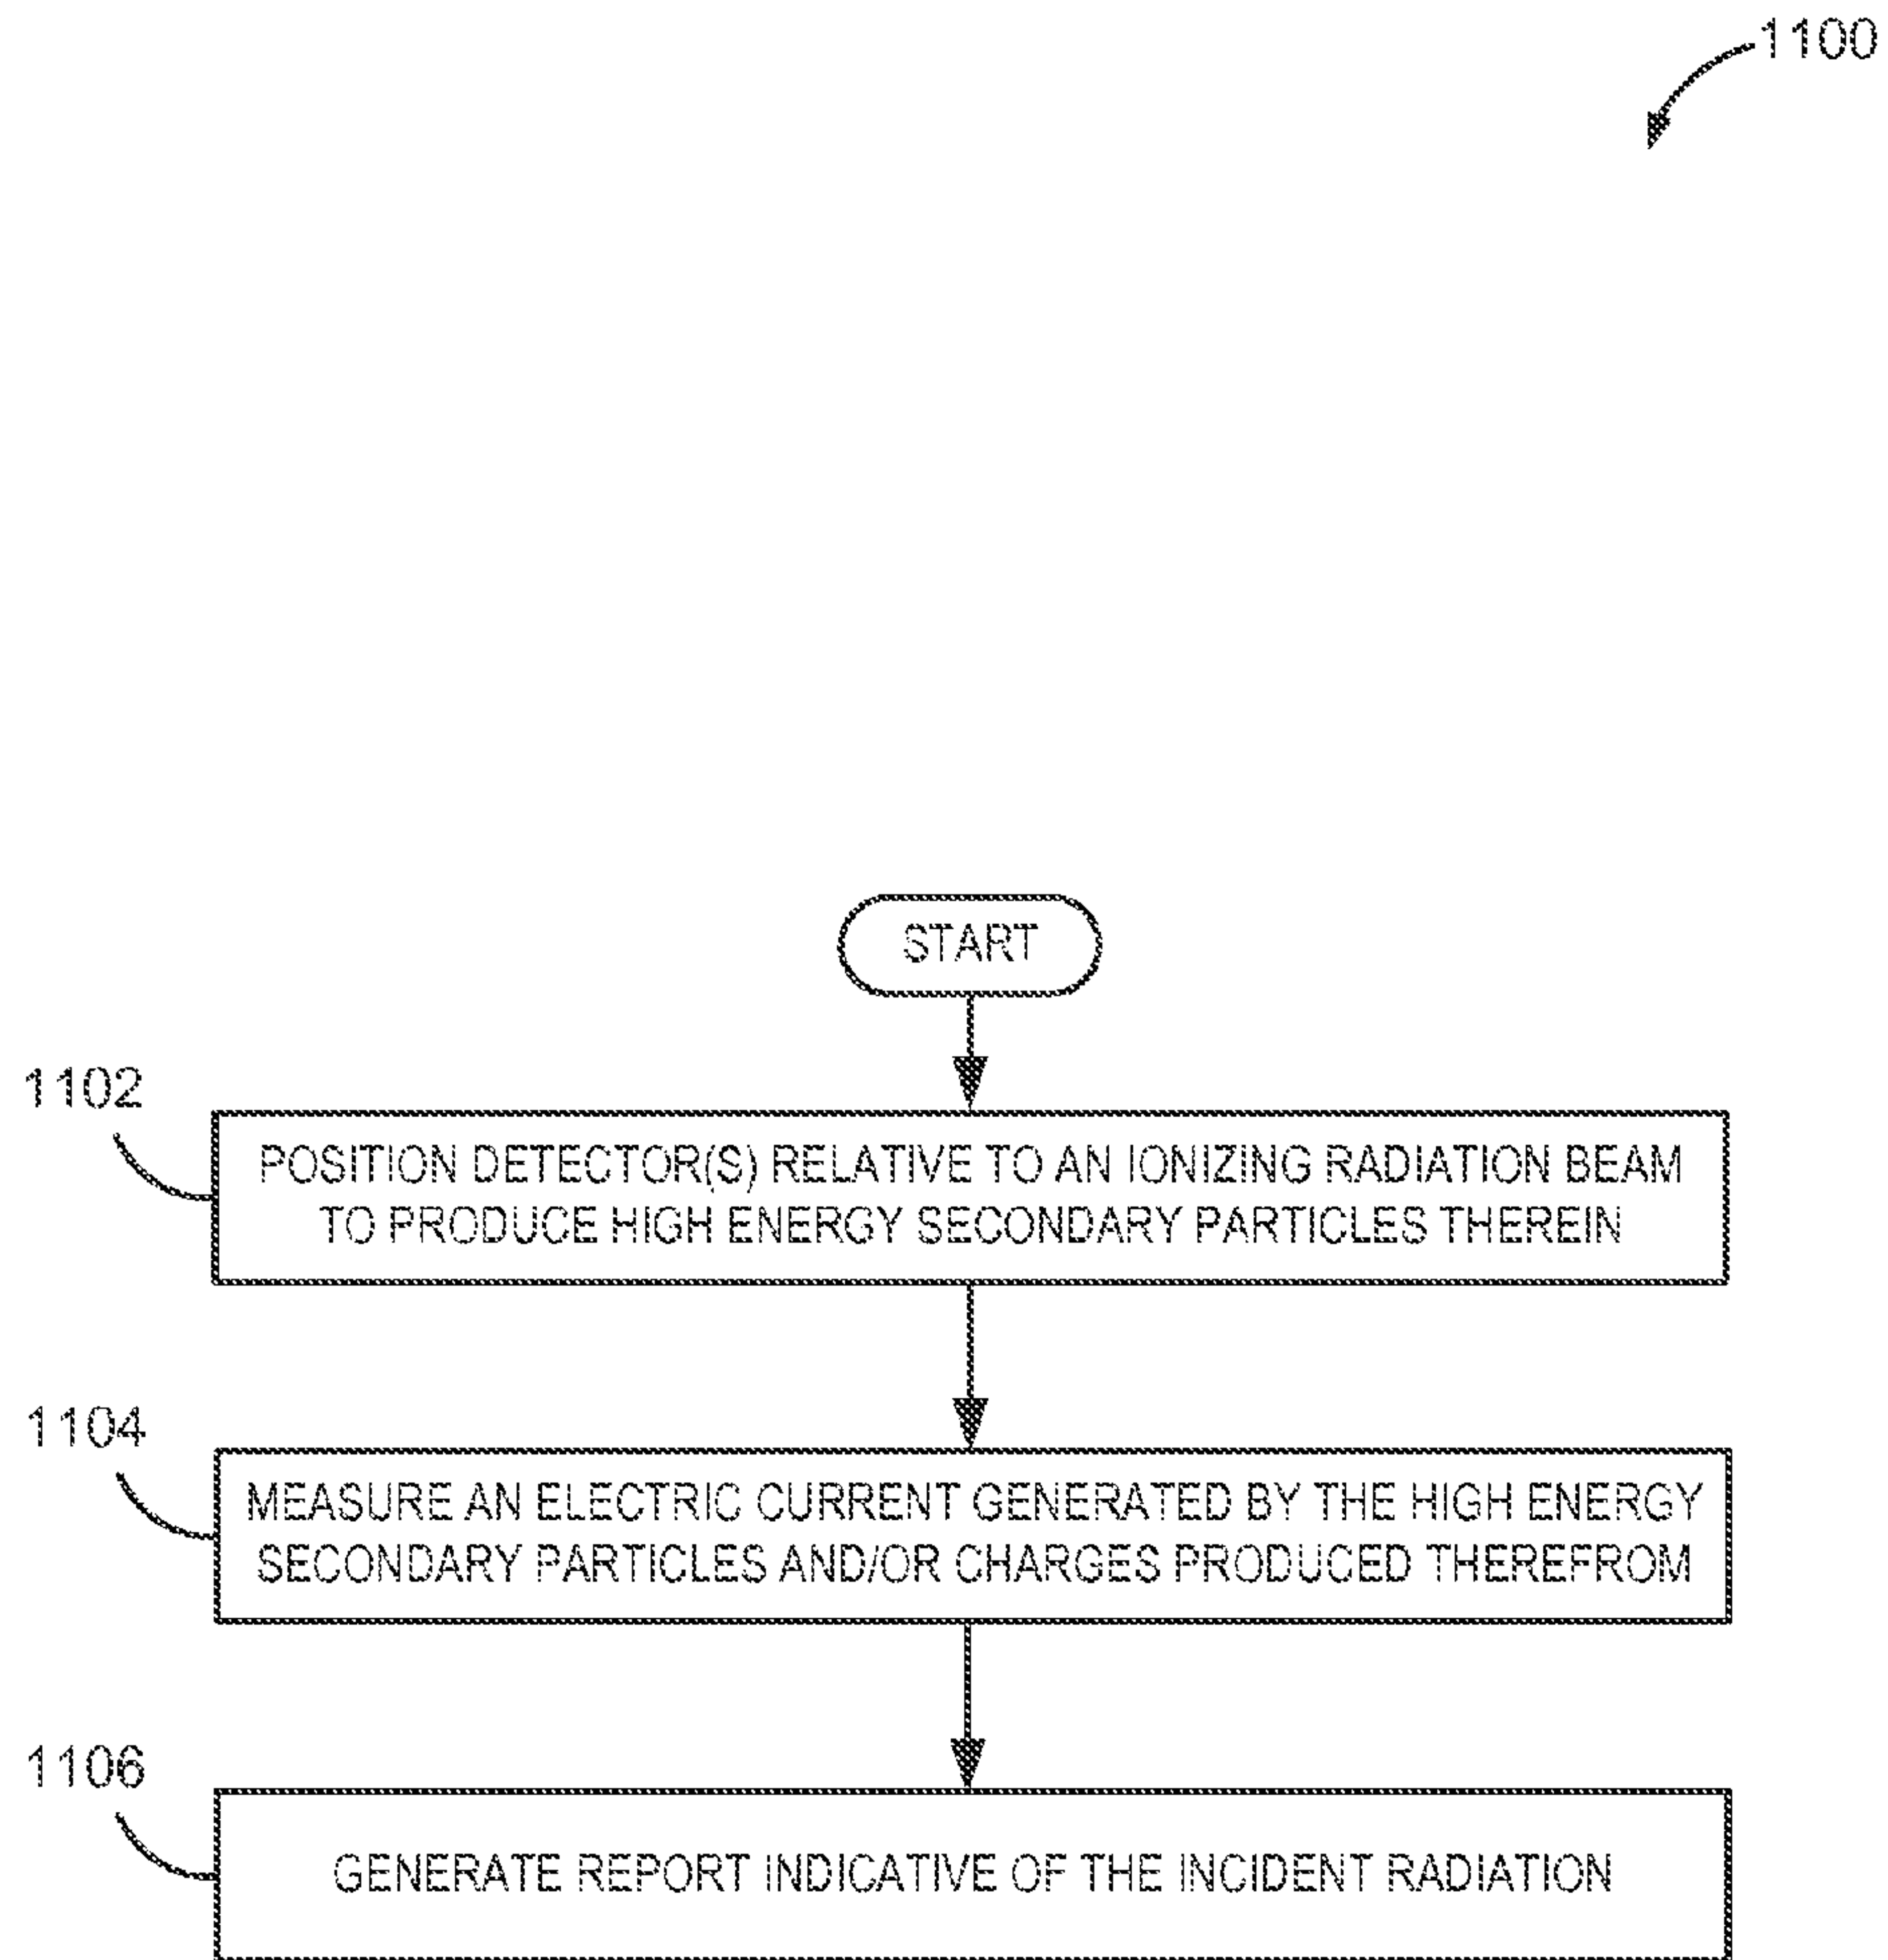 1100
START
1102
POSITION DETECTOR(S) RELATIVE TO AN IONIZING RADIATION BEAM
TO PRODUCE HIGH ENERGY SECONDARY PARTICLES THEREIN
1104
MEASURE AN ELECTRIC CURRENT GENERATED BY THE HIGH ENERGY
SECONDARY PARTICLES AND/OR CHARGES PRODUCED THEREFROM
1106
GENERATE REPORT INDICATIVE OF THE INCIDENT RADIATION